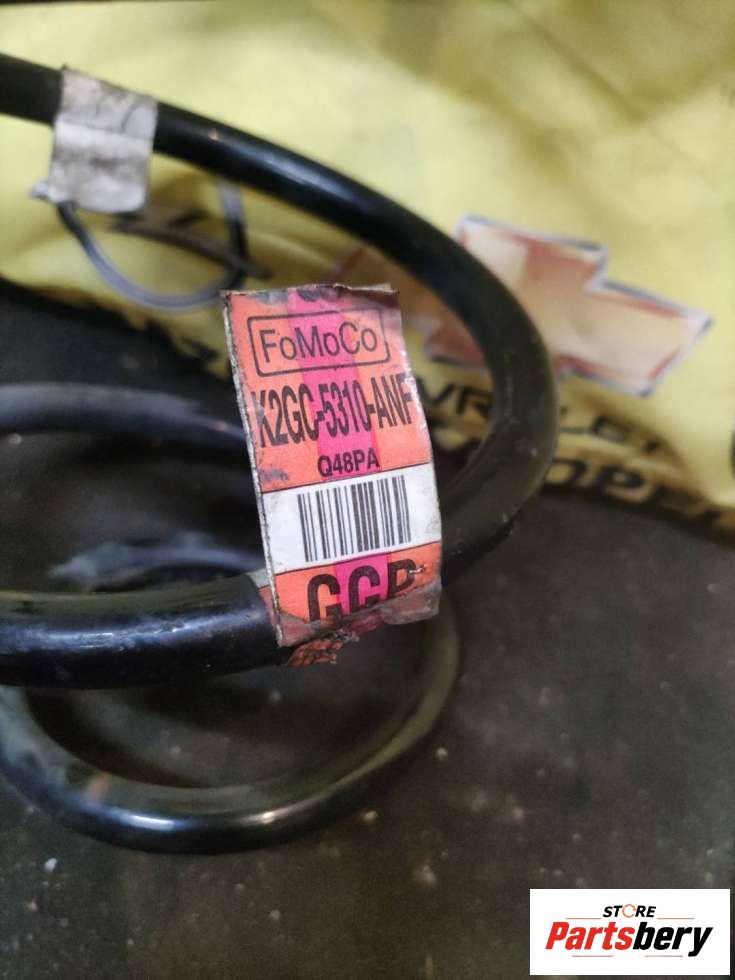 FoMoCo
K2GC-5310-ANF
Q48PA
STORE
Partsbery